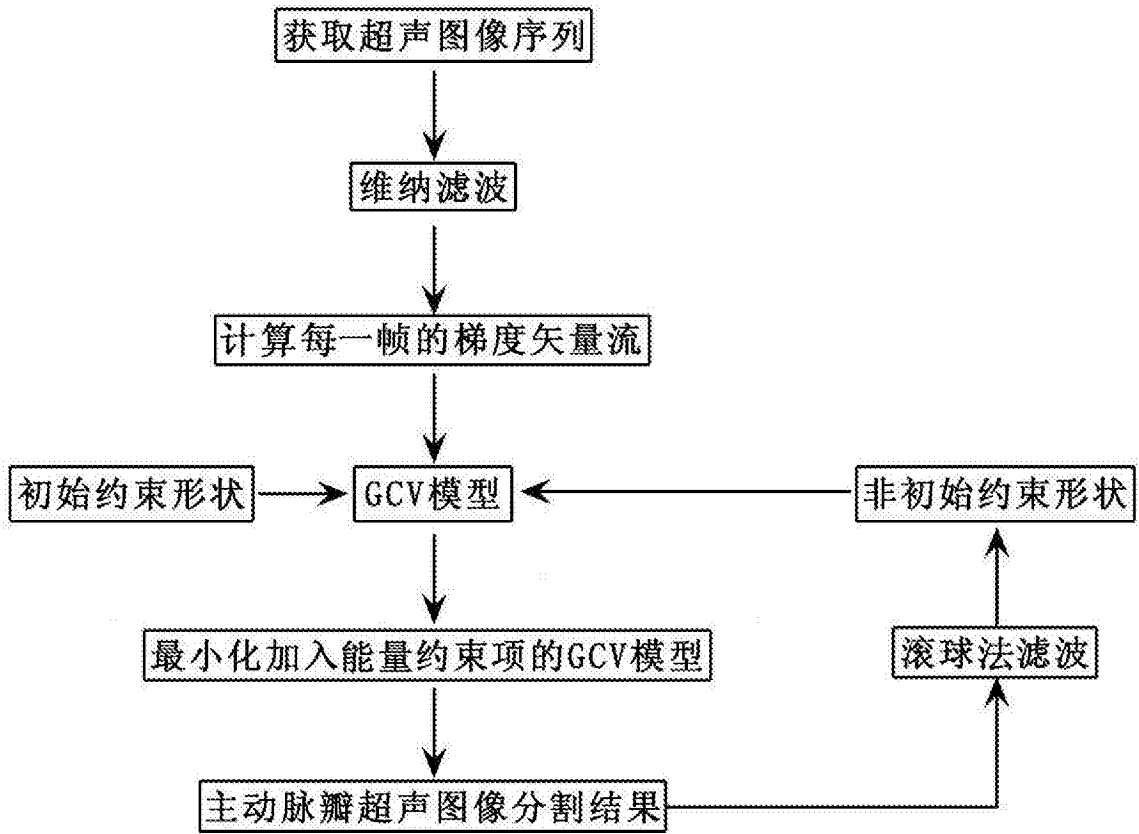 获取超声图像序列
维纳滤波
计算每一帧的梯度矢量流
初始约束形状
GCV模型
非初始约束形状
最小化加入能量约束项的GCV模型
滚球法滤波
主动脉瓣超声图像分割结果